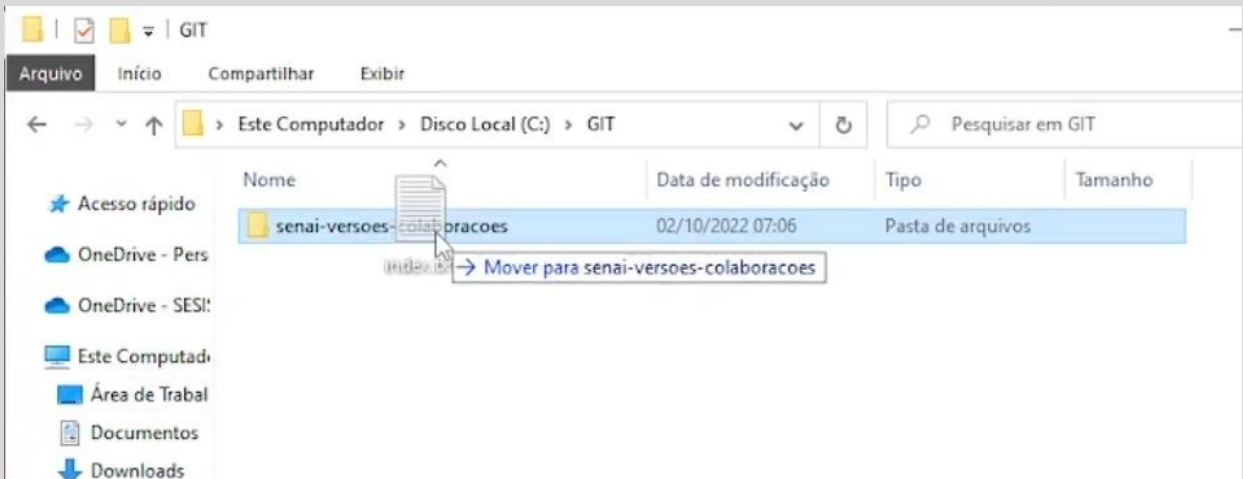 GIT
Arquivo Início Compartilhar Exibir
Este Computador > Disco Local (C:) > GIT Pesquisar em GIT
Nome Data de modificação Tipo Tamanho
Acesso rápido
senai-versoes-colaboracoes 02/10/2022 07:06 Pasta de arquivos
OneDrive - Pers
→ Mover para senai-versoes-colaboracoes
OneDrive - SESI
Este Computad
Área de Trabal
Documentos
Downloads